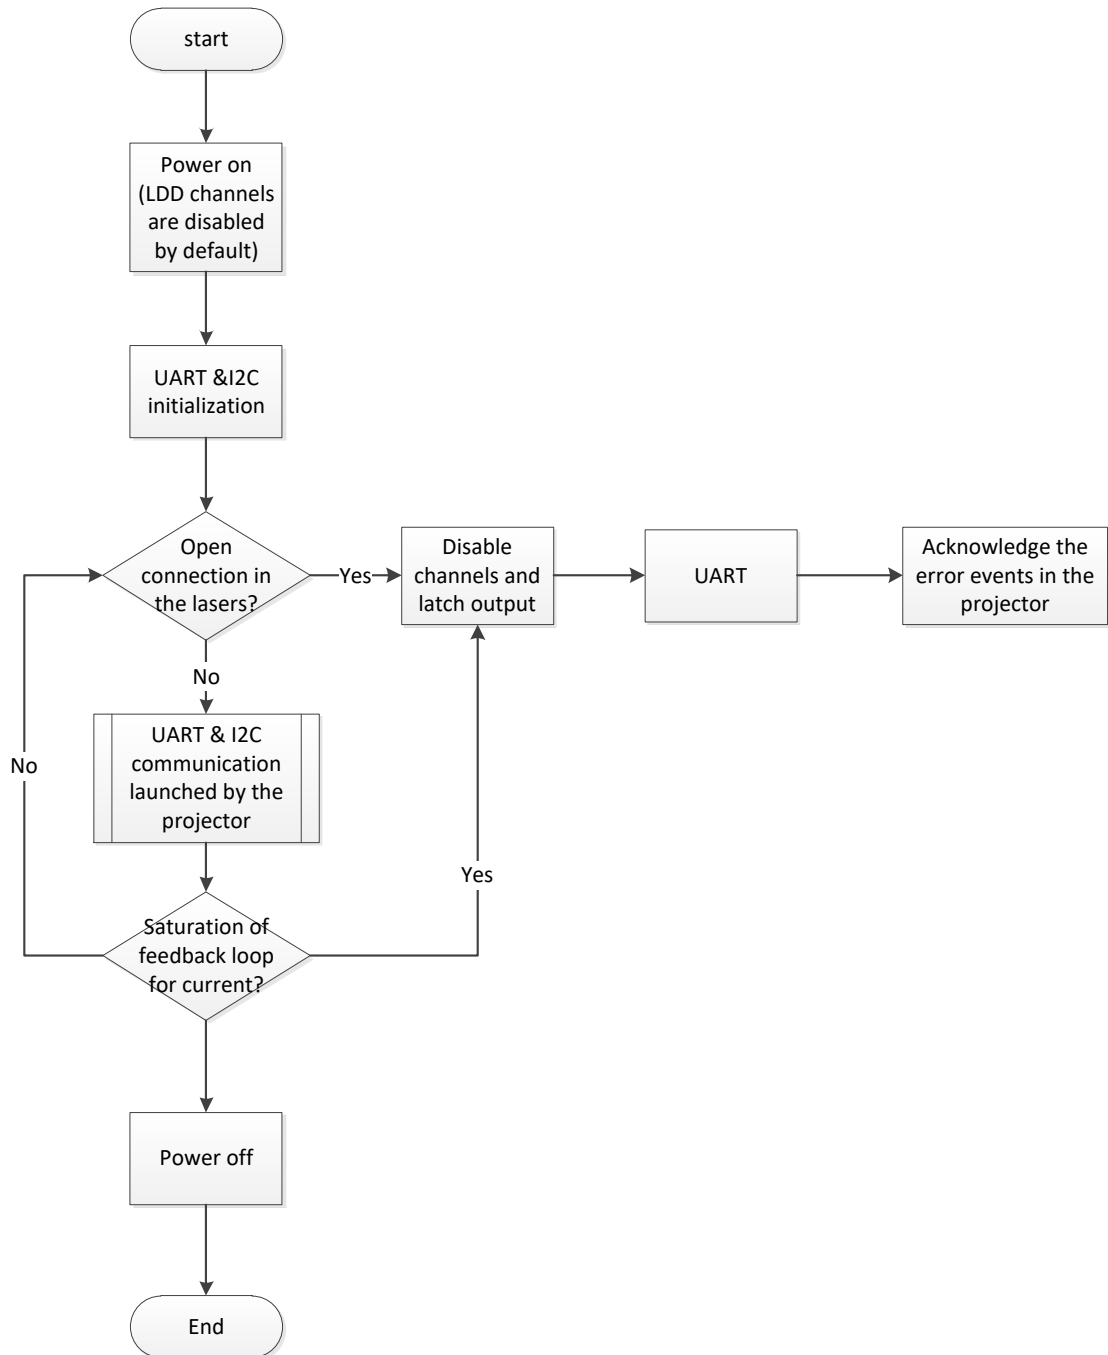 start
Power on
(LDD channels
are disabled
by default)
UART &I2C
initialization
Open
connection in
the lasers?
Yes
Disable
channels and
latch output
UART
Acknowledge the
error events in the
projector
No
UART & I2C
communication
launched by the
projector
No
Yes
Saturation of
feedback loop
for current?
Power off
End